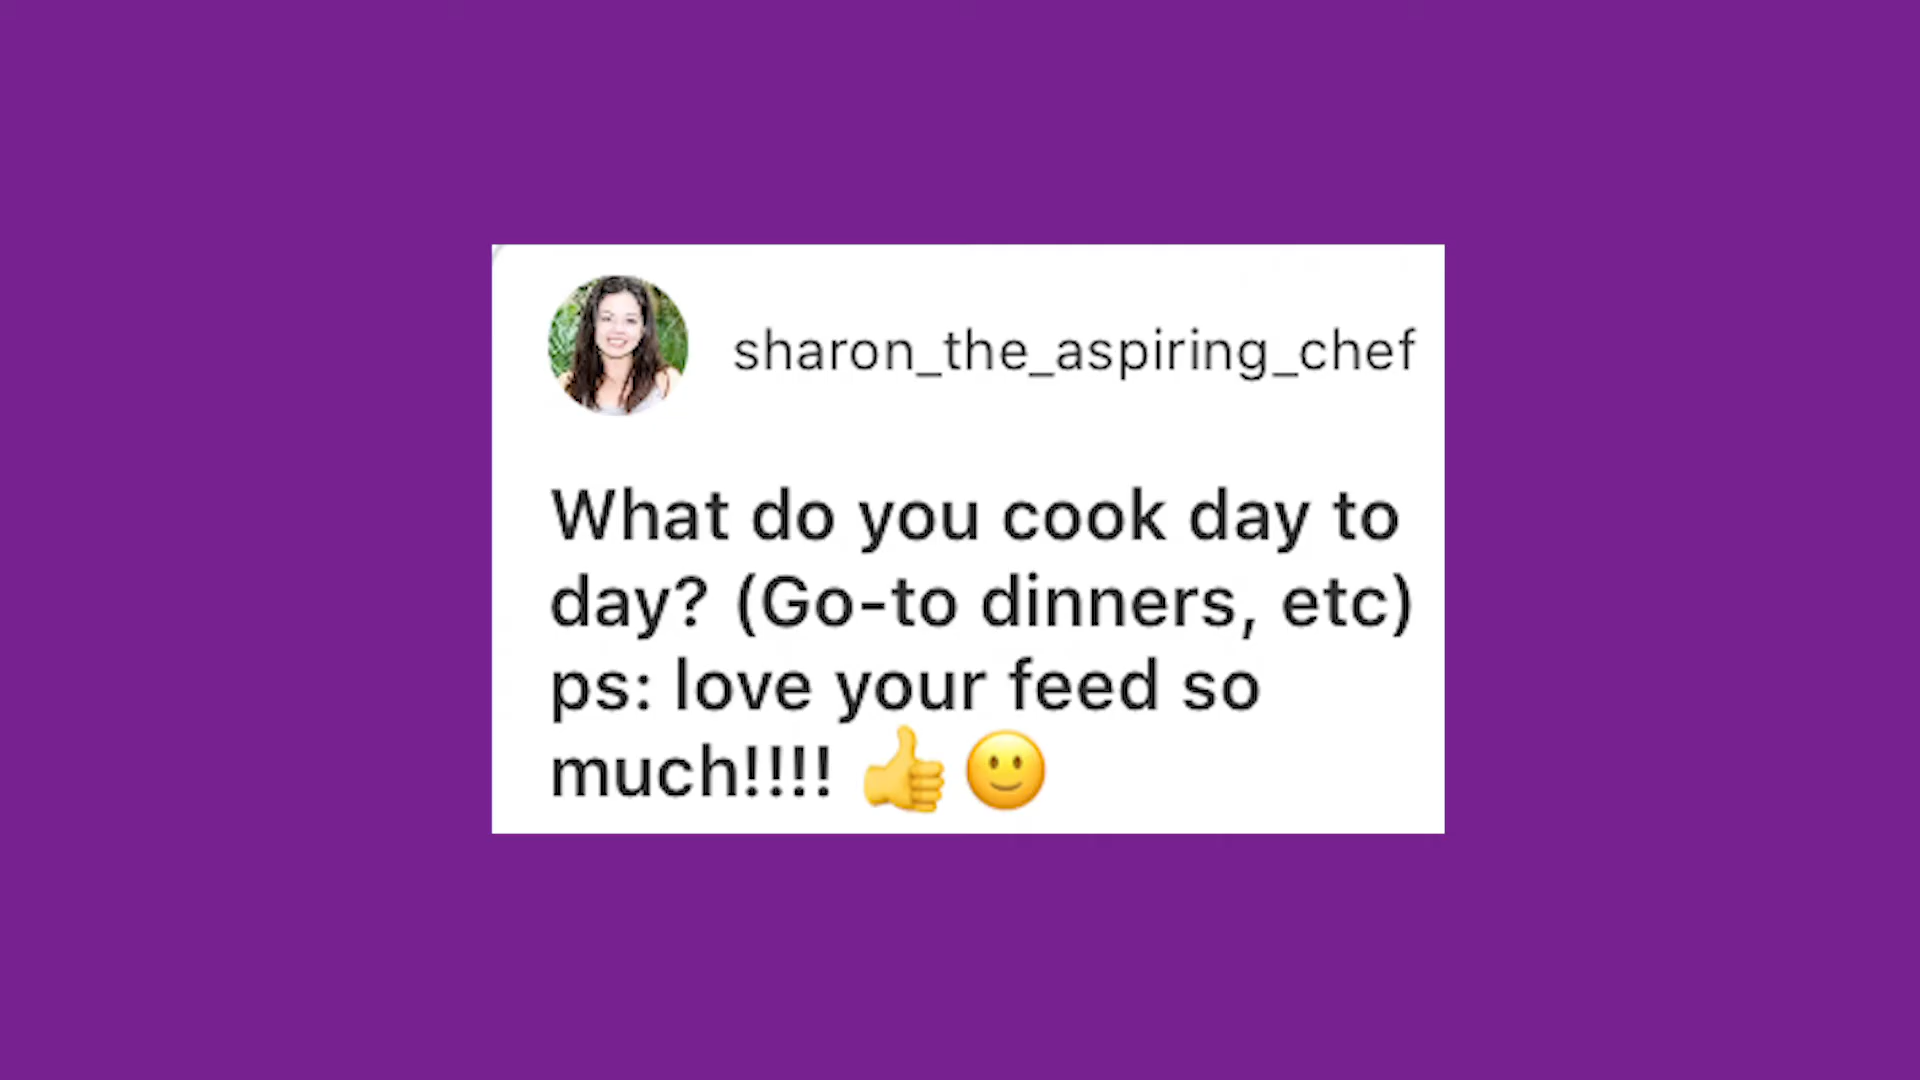 sharon_the_aspiring_chef
What do you cook day to
day? (Go-to dinners, etc)
ps: love your feed so
much!!!! 👍🙂